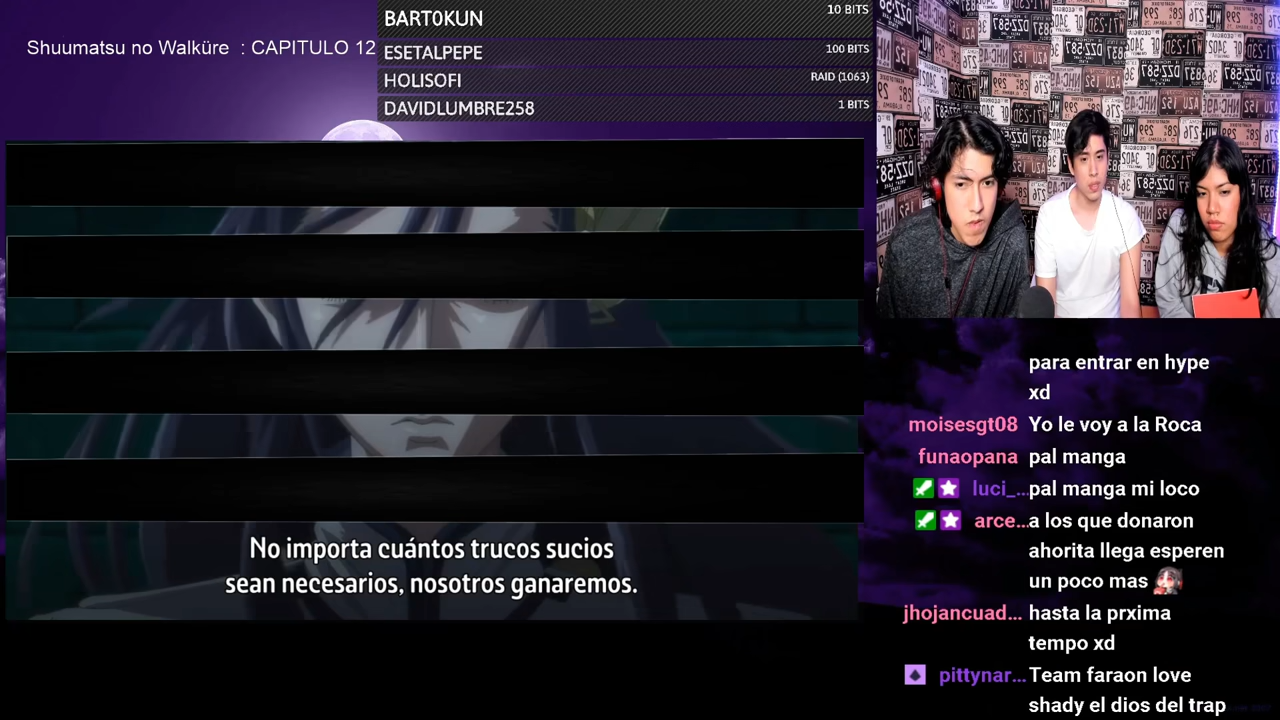 Shuumatsu no Walküre : CAPITULO 12
BART0KUN 10 BITS
ESETALPEPE 100 BITS
HOLISOFI RAID (1063)
DAVIDLUMBRE258 1 BITS
No importa cuántos trucos sucios
sean necesarios, nosotros ganaremos.
para entrar en hype
xd
moisesgt08 Yo le voy a la Roca
funaopana pal manga
luci_... pal manga mi loco
arce... a los que donaron
ahorita llega esperen
un poco mas
jhojancuad... hasta la prxima
tempo xd
pittynar... Team faraon love
shady el dios del trap